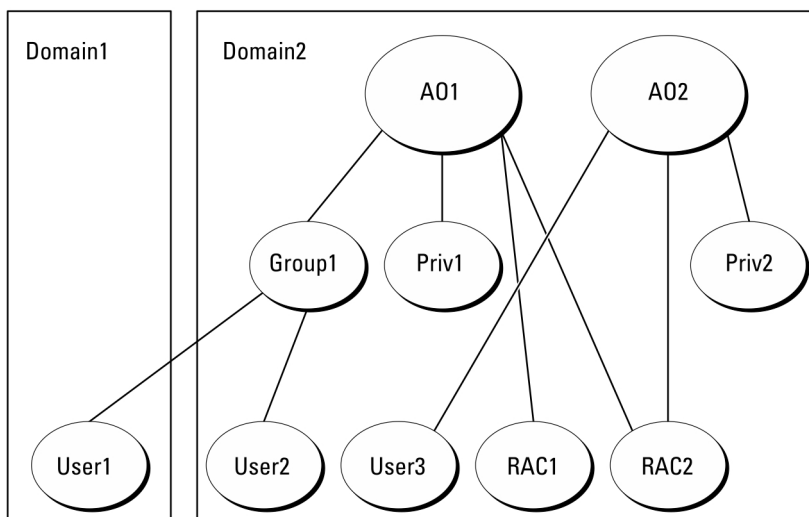 Domain1
Domain2
AO1
AO2
Group1
Priv1
Priv2
User1
User2
User3
RAC1
RAC2